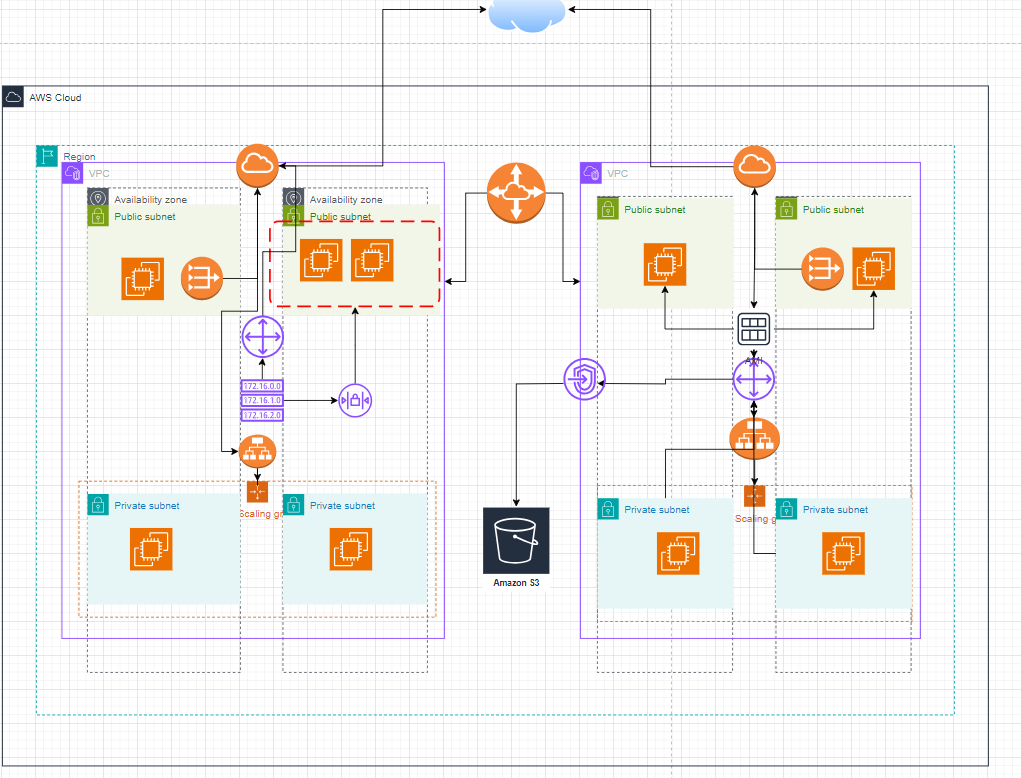 AWS Cloud
Region
VPC
VPC
Availability zone
Availability zone
Public subnet
Public subnet
Public subnet
Public subnet
AMI
172.16.0.0
172.16.1.0
172.16.2.0
Scaling gr
Scaling g
Private subnet
Private subnet
Private subnet
Private subnet
Amazon S3